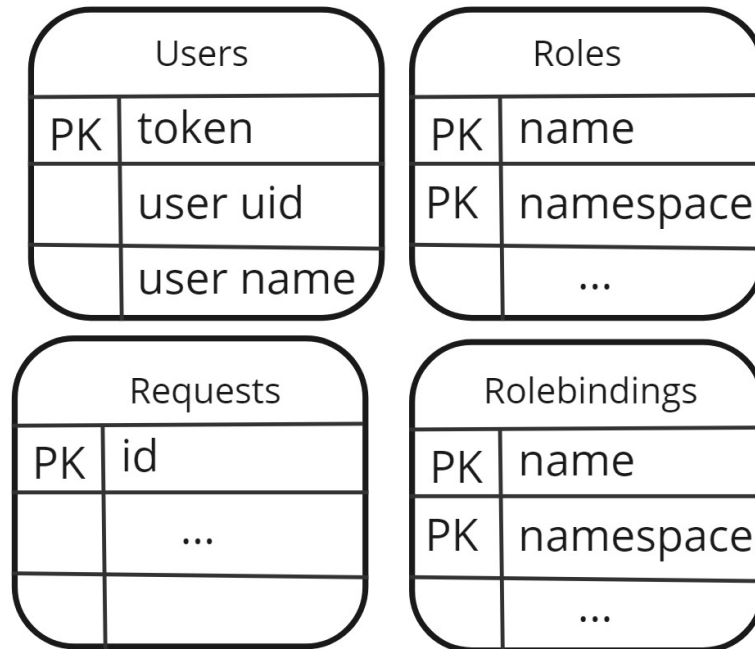 Users
PK token
user uid
user name
Roles
PK name
PK namespace
...
Requests
PK id
...
Rolebindings
PK name
PK namespace
...